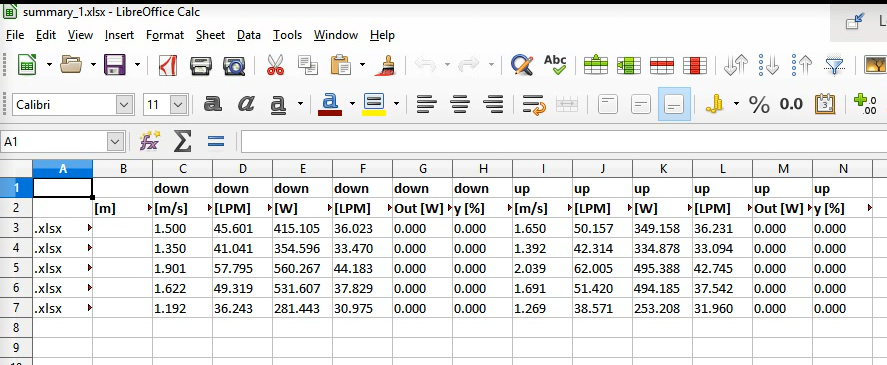 summary_1.xlsx - LibreOffice Calc
File Edit View Insert Format Sheet Data Tools Window Help
Abc
Calibri 11 a a a a % 0.0 .0 .00
A1 fx Σ =
A B C D E F G H I J K L M N
1 down down down down down down up up up up up up
2 [m] [m/s] [LPM] [W] [LPM] Out [W] y [%] [m/s] [LPM] [W] [LPM] Out [W] y [%]
3 .xlsx 1.500 45.601 415.105 36.023 0.000 0.000 1.650 50.157 349.158 36.231 0.000 0.000
4 .xlsx 1.350 41.041 354.596 33.470 0.000 0.000 1.392 42.314 334.878 33.094 0.000 0.000
5 .xlsx 1.901 57.795 560.267 44.183 0.000 0.000 2.039 62.005 495.388 42.745 0.000 0.000
6 .xlsx 1.622 49.319 531.607 37.829 0.000 0.000 1.691 51.420 494.185 37.542 0.000 0.000
7 .xlsx 1.192 36.243 281.443 30.975 0.000 0.000 1.269 38.571 253.208 31.960 0.000 0.000
8
9